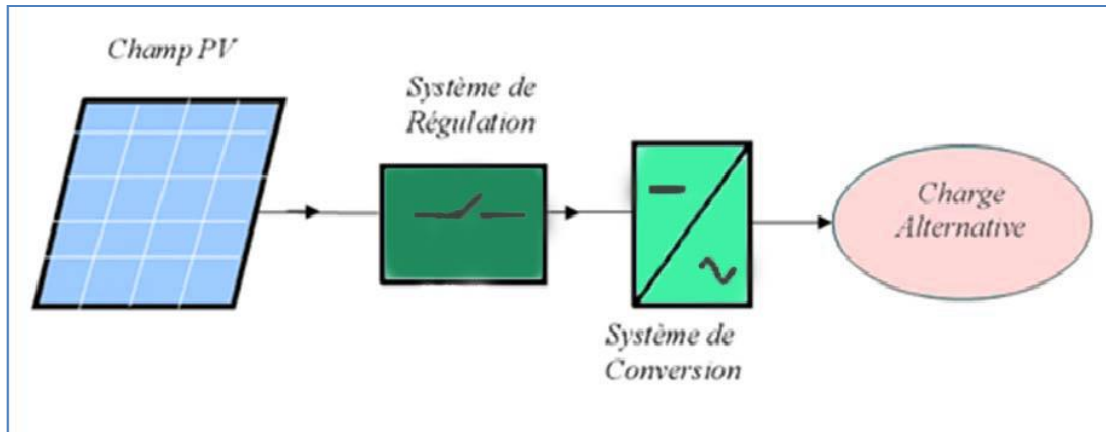 Champ PV
Système de
Régulation
Charge
Alternative
Système de
Conversion